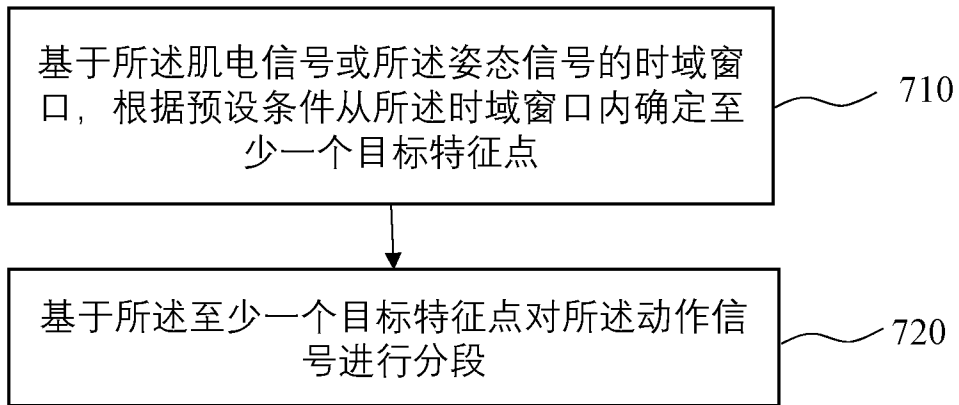 基于所述肌电信号或所述姿态信号的时域窗
口，根据预设条件从所述时域窗口内确定至
少一个目标特征点
710
基于所述至少一个目标特征点对所述动作信
号进行分段
720